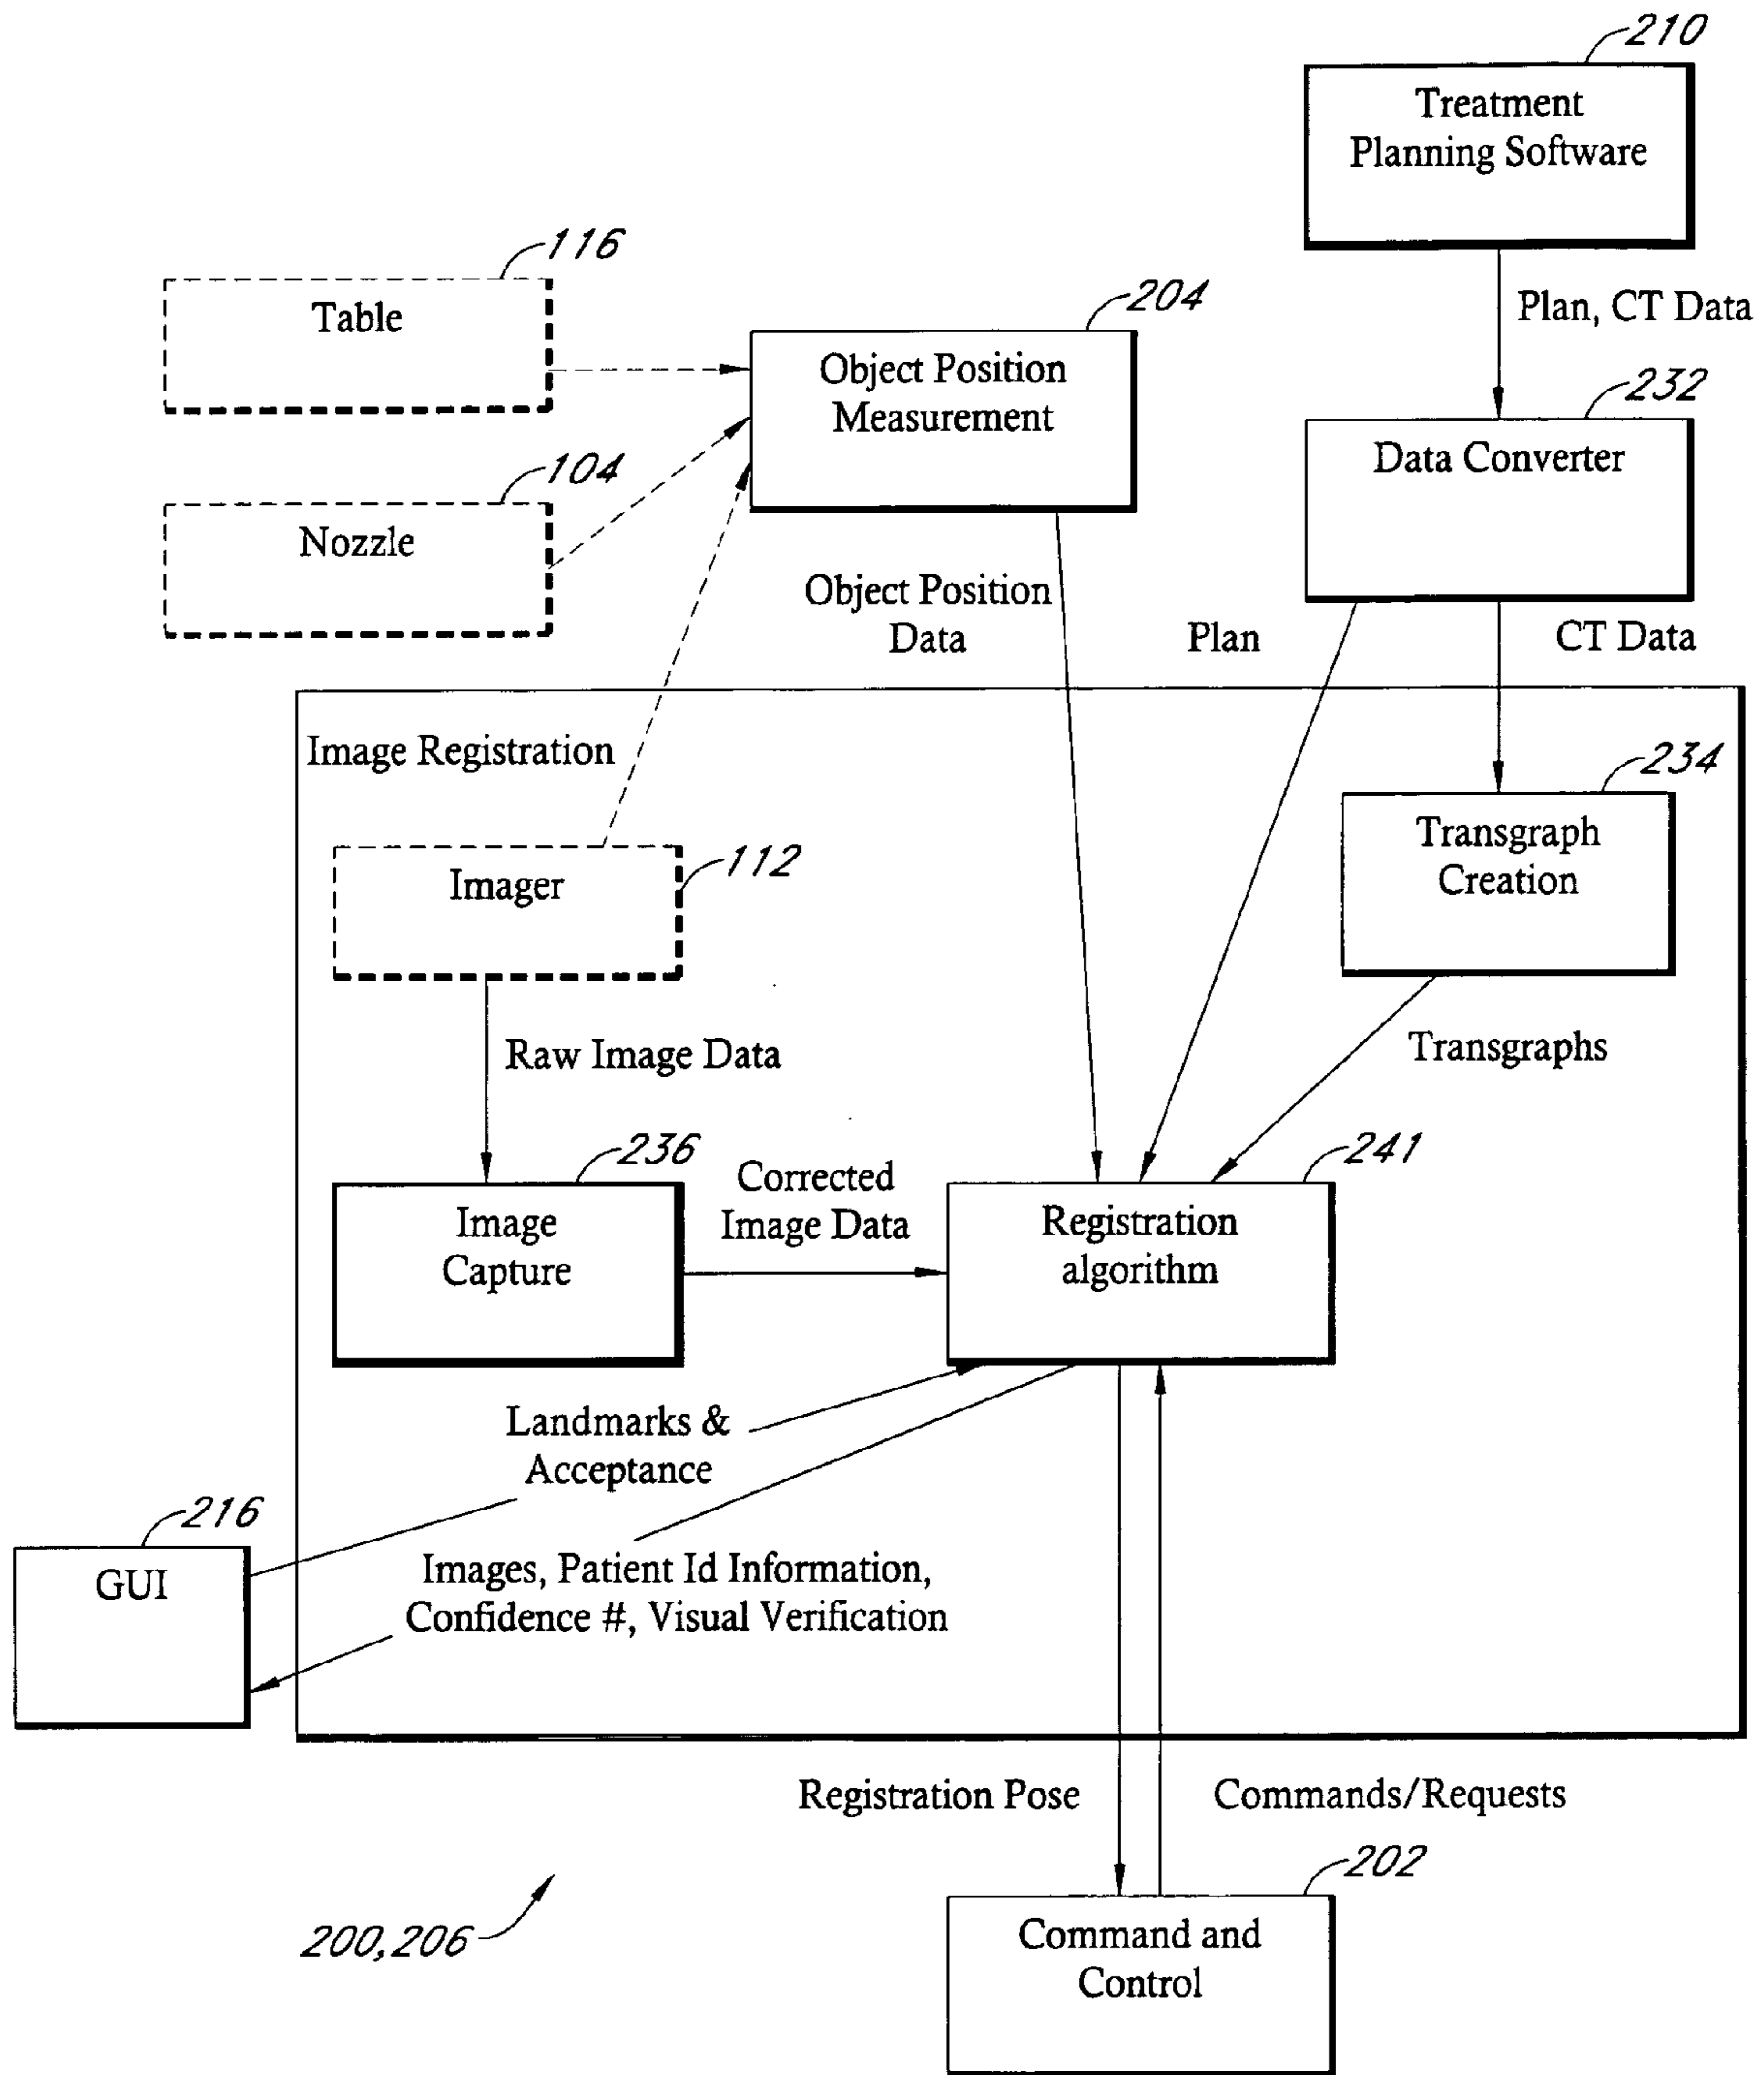 210
Treatment
Planning Software
116
Table
204
Object Position
Measurement
Plan, CT Data
232
Data Converter
104
Nozzle
Object Position
Data
Plan
CT Data
Image Registration
234
Transgraph
Creation
112
Imager
Raw Image Data
Transgraphs
236
Image
Capture
Corrected
Image Data
241
Registration
algorithm
Landmarks &
Acceptance
216
GUI
Images, Patient Id Information,
Confidence #, Visual Verification
Registration Pose
Commands/Requests
202
Command and
Control
200,206